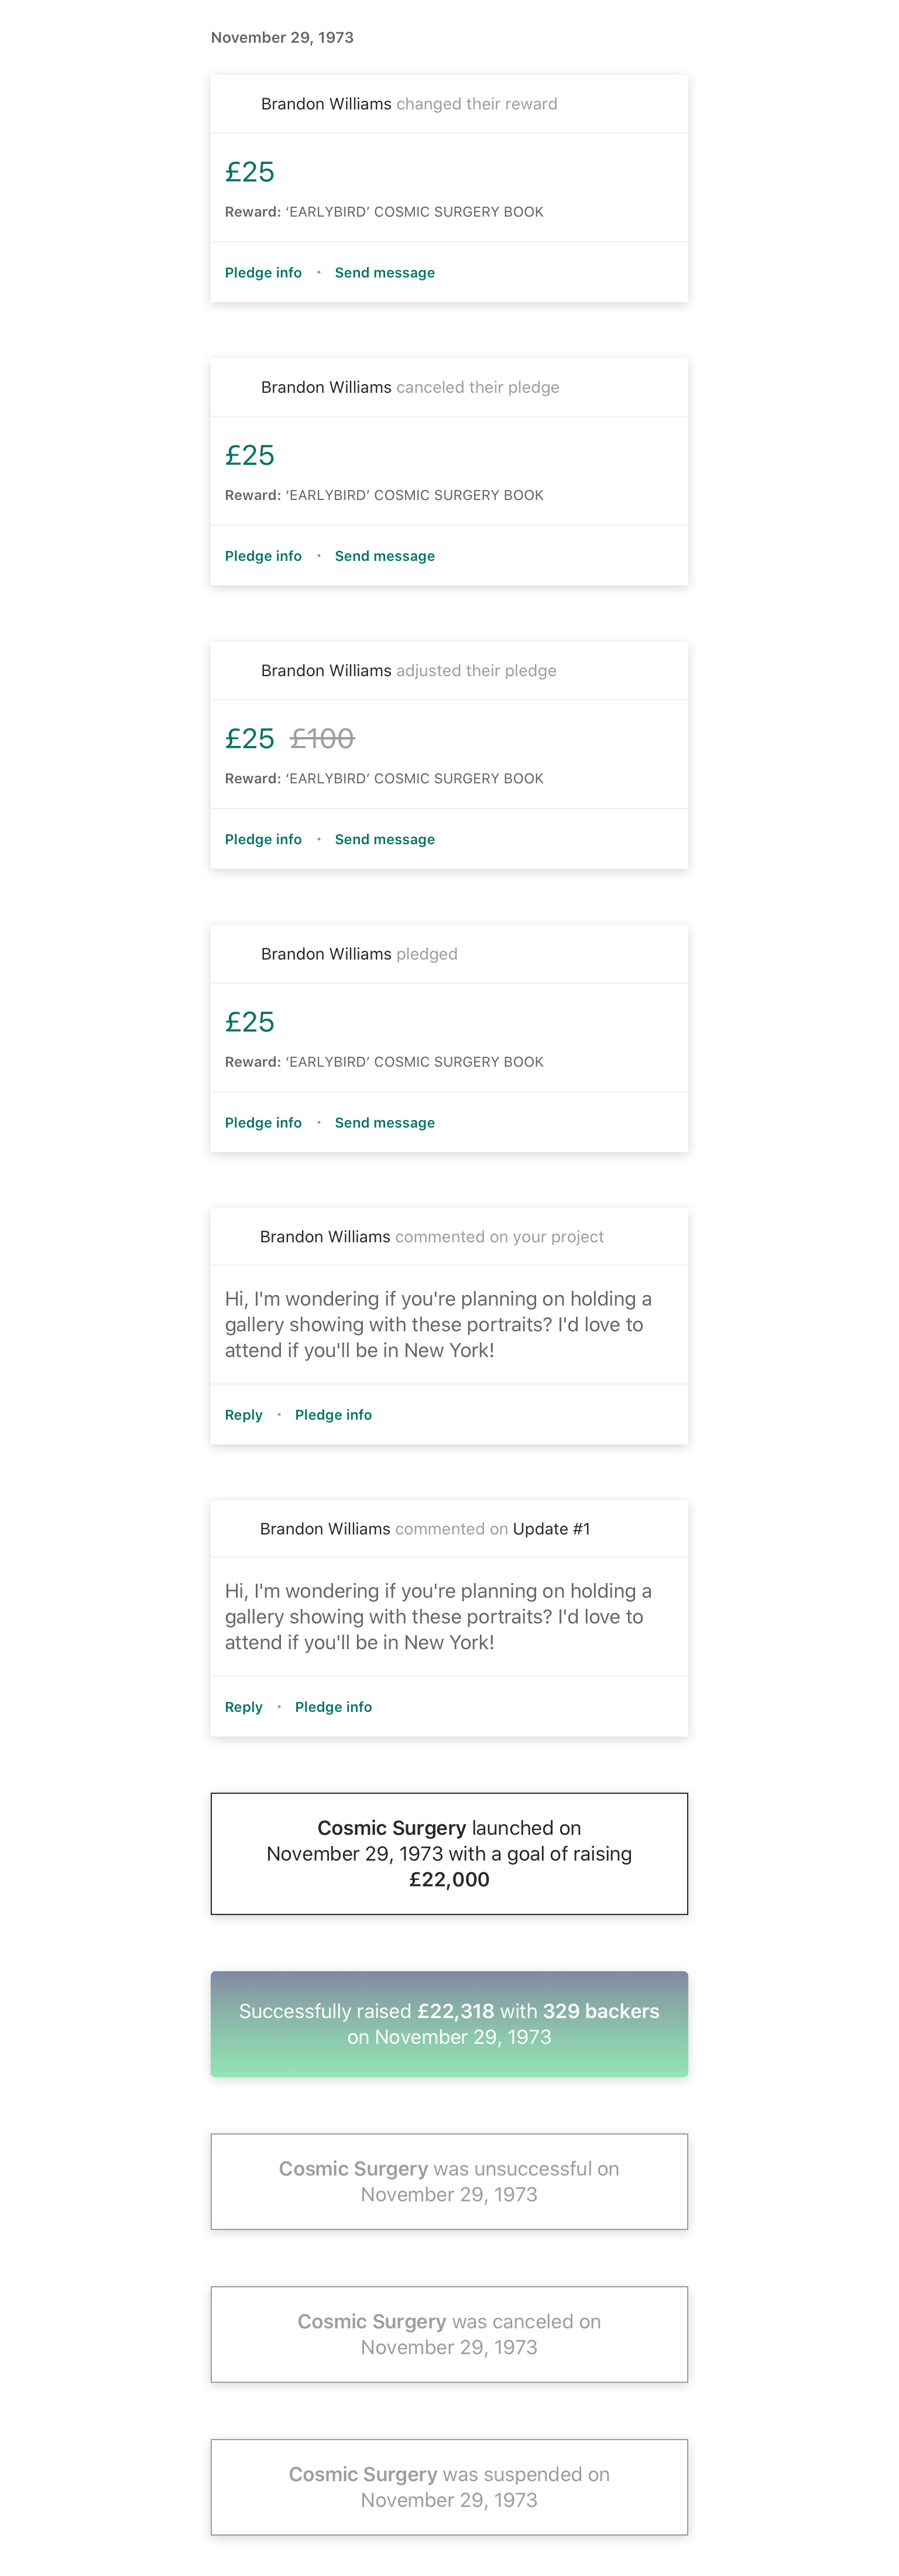 November 29, 1973
Brandon Williams changed their reward
£25
Reward: ‘EARLYBIRD’ COSMIC SURGERY BOOK
Pledge info • Send message
Brandon Williams canceled their pledge
£25
Reward: ‘EARLYBIRD’ COSMIC SURGERY BOOK
Pledge info • Send message
Brandon Williams adjusted their pledge
£25 £100
Reward: ‘EARLYBIRD’ COSMIC SURGERY BOOK
Pledge info • Send message
Brandon Williams pledged
£25
Reward: ‘EARLYBIRD’ COSMIC SURGERY BOOK
Pledge info • Send message
Brandon Williams commented on your project
Hi, I'm wondering if you're planning on holding a
gallery showing with these portraits? I'd love to
attend if you'll be in New York!
Reply • Pledge info
Brandon Williams commented on Update #1
Hi, I'm wondering if you're planning on holding a
gallery showing with these portraits? I'd love to
attend if you'll be in New York!
Reply • Pledge info
Cosmic Surgery launched on
November 29, 1973 with a goal of raising
£22,000
Successfully raised £22,318 with 329 backers
on November 29, 1973
Cosmic Surgery was unsuccessful on
November 29, 1973
Cosmic Surgery was canceled on
November 29, 1973
Cosmic Surgery was suspended on
November 29, 1973